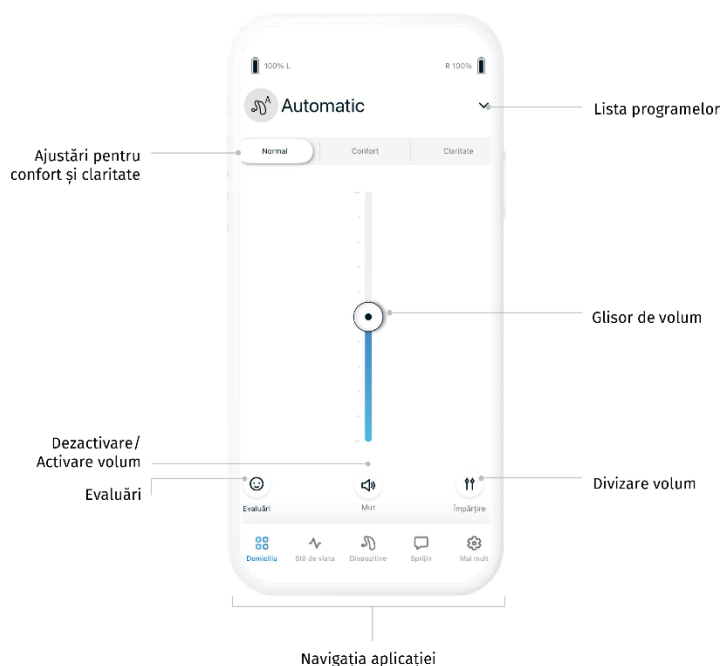 100% L
R 100%
A
Automatic
Lista programelor
Normal
Confort
Claritate
Ajustări pentru
confort și claritate
Glisor de volum
Dezactivare/
Activare volum
Evaluări
Divizare volum
Evaluări
Mut
Împărțire
Domiciliu
Stil de vista
Dispozitive
Sprijin
Mai mult
Navigația aplicației